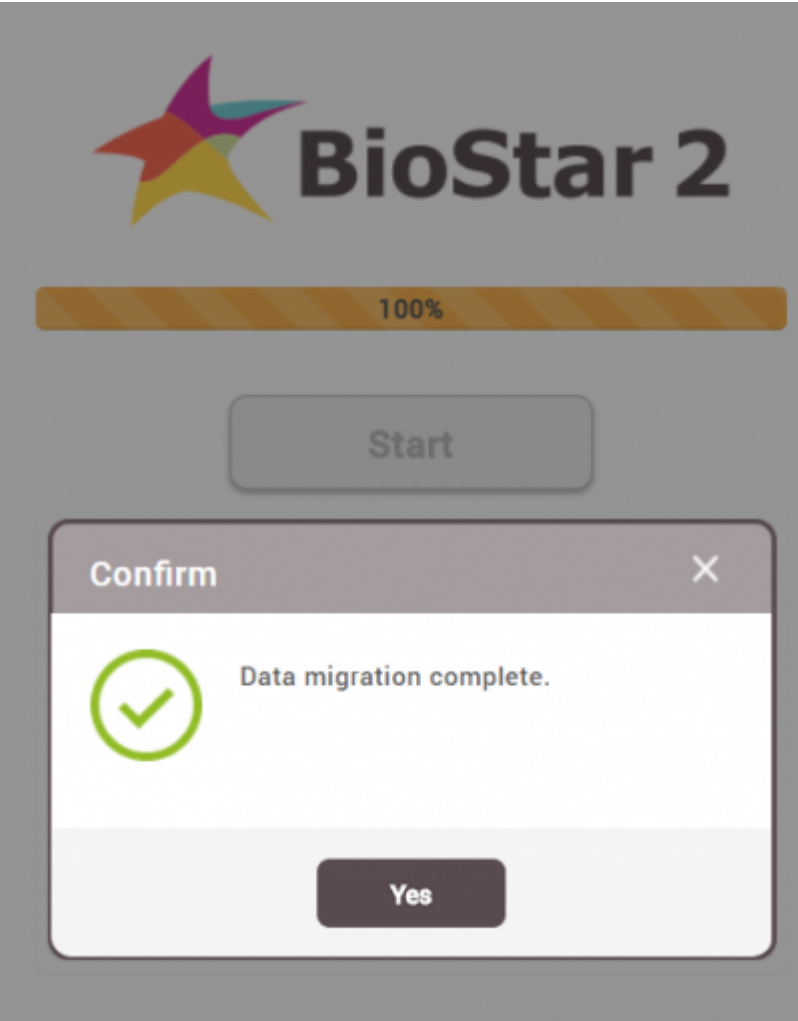 BioStar 2
100%
Start
Confirm
Data migration complete.
Yes